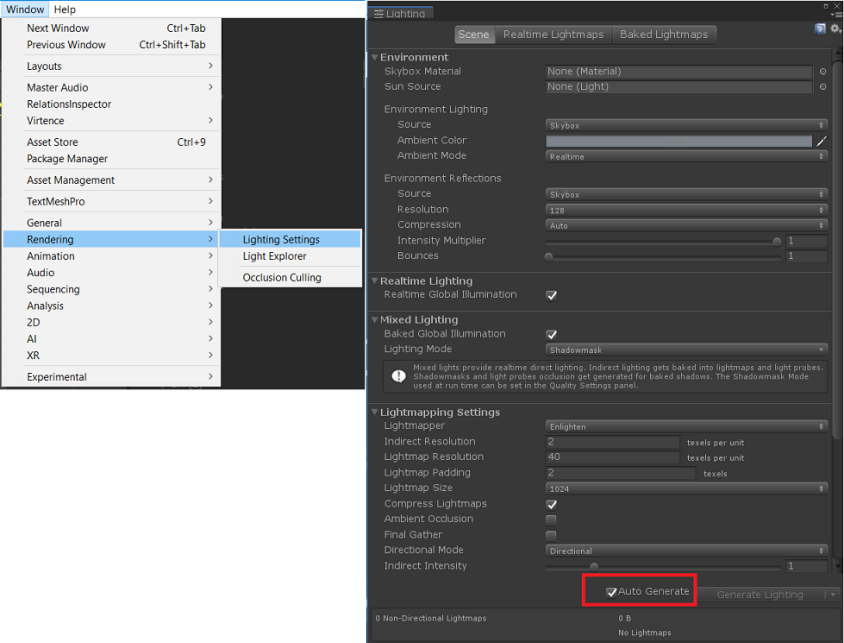 Window Help
Next Window Ctrl+Tab
Previous Window Ctrl+Shift+Tab
Layouts
Master Audio
RelationsInspector
Virtence
Asset Store Ctrl+9
Package Manager
Asset Management
TextMeshPro
General
Rendering
Animation
Audio
Sequencing
Analysis
2D
AI
XR
Experimental
Lighting Settings
Light Explorer
Occlusion Culling
Lighting
Scene Realtime Lightmaps Baked Lightmaps
Environment
Skybox Material None (Material)
Sun Source None (Light)
Environment Lighting
Source Skybox
Ambient Color
Ambient Mode Realtime
Environment Reflections
Source Skybox
Resolution 128
Compression Auto
Intensity Multiplier 1
Bounces 1
Realtime Lighting
Realtime Global Illumination
Mixed Lighting
Baked Global Illumination
Lighting Mode Shadowmask
Mixed lights provide realtime direct lighting. Indirect lighting gets baked into lightmaps and light probes.
Shadowmasks and light probes occlusion get generated for baked shadows. The Shadowmask Mode
used at run time can be set in the Quality Settings panel.
Lightmapping Settings
Lightmapper Enlighten
Indirect Resolution 2 texels per unit
Lightmap Resolution 40 texels per unit
Lightmap Padding 2 texels
Lightmap Size 1024
Compress Lightmaps
Ambient Occlusion
Final Gather
Directional Mode Directional
Indirect Intensity 1
Auto Generate Generate Lighting
0 Non-Directional Lightmaps 0 B
No Lightmaps